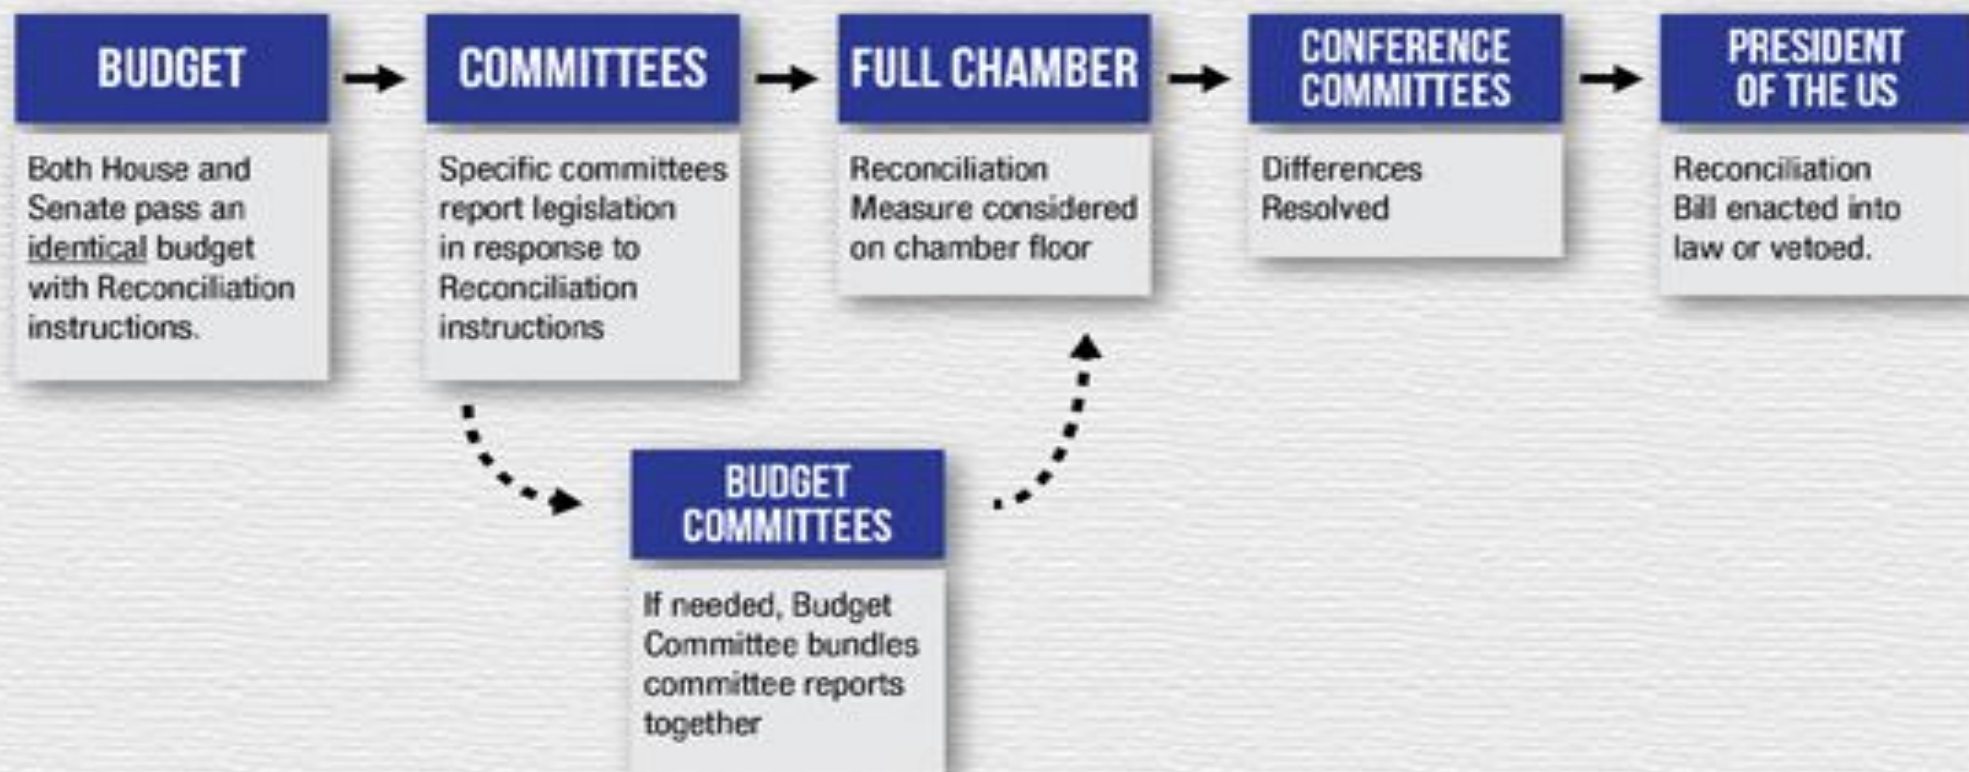 BUDGET
Both House and
Senate pass an
identical budget
with Reconciliation
instructions.
COMMITTEES
Specific committees
report legislation
in response to
Reconciliation
instructions
FULL CHAMBER
Reconciliation
Measure considered
on chamber floor
CONFERENCE
COMMITTEES
Differences
Resolved
PRESIDENT
OF THE US
Reconciliation
Bill enacted into
law or vetoed.
BUDGET
COMMITTEES
If needed, Budget
Committee bundles
committee reports
together